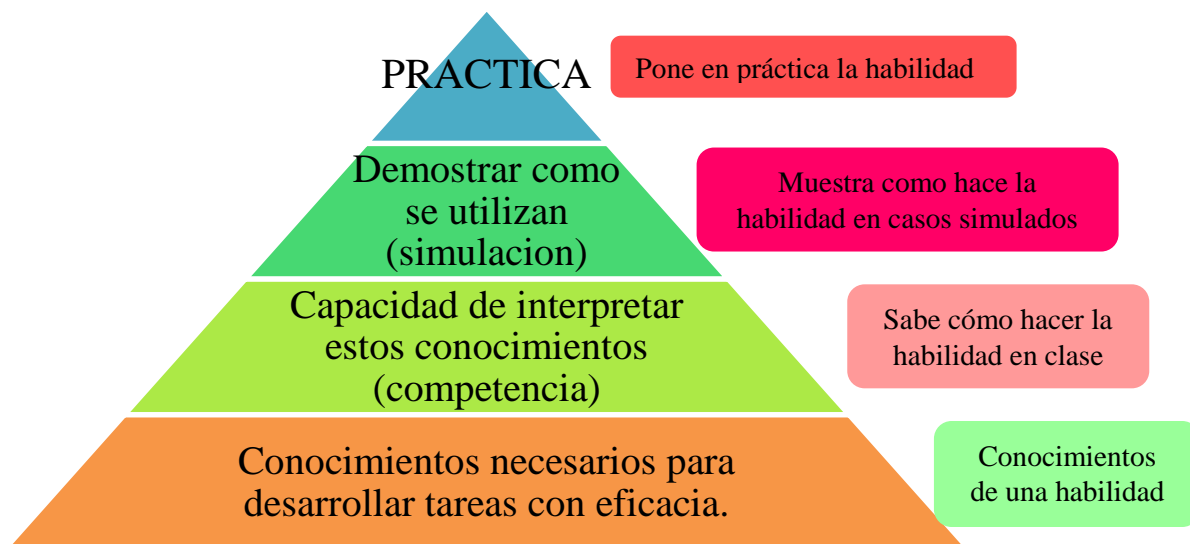 PRACTICA
Pone en práctica la habilidad
Demostrar como
se utilizan
(simulacion)
Muestra como hace la
habilidad en casos simulados
Capacidad de interpretar
estos conocimientos
(competencia)
Sabe cómo hacer la
habilidad en clase
Conocimientos necesarios para
desarrollar tareas con eficacia.
Conocimientos
de una habilidad